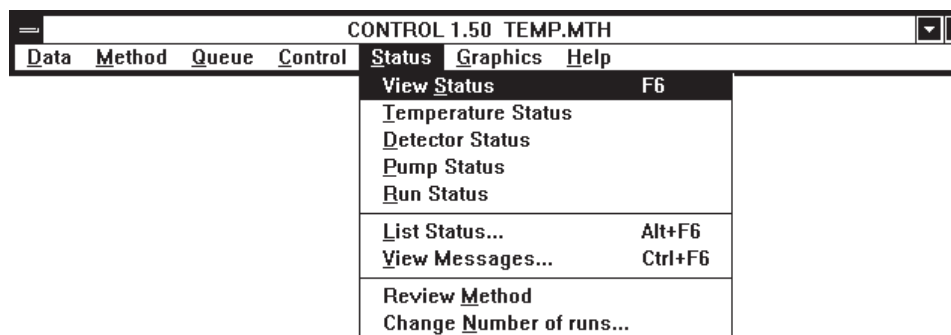 CONTROL 1.50 TEMP.MTH
Data Method Queue Control Status Graphics Help
View Status F6
Temperature Status
Detector Status
Pump Status
Run Status
List Status... Alt+F6
View Messages... Ctrl+F6
Review Method
Change Number of runs...